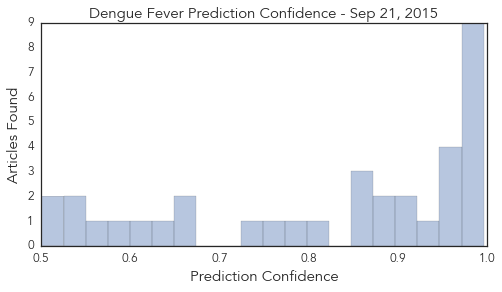 Dengue Fever Prediction Confidence - Sep 21, 2015
Articles Found
9
8
7
6
5
4
3
2
1
0
0.5 0.6 0.7 0.8 0.9 1.0
Prediction Confidence